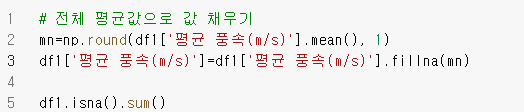 1 # 전체 평균값으로 값 채우기
2 mn=np.round(df1['평균 풍속(m/s)'].mean(), 1)
3 df1['평균 풍속(m/s)']=df1['평균 풍속(m/s)'].fillna(mn)
4
5 df1.isna().sum()